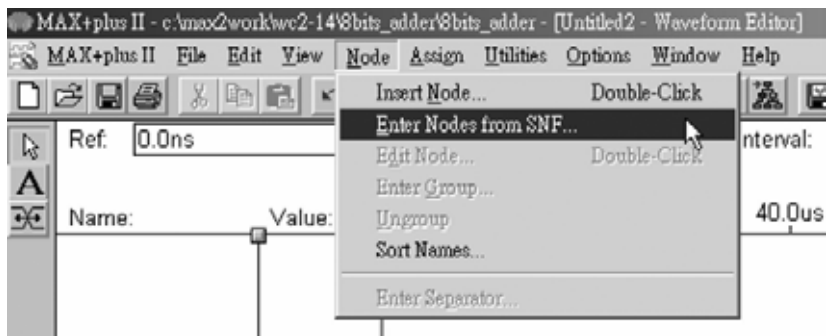 MAX+plus II - c:\max2work\wc2-14\8bits_adder\8bits_adder - [Untitled2 - Waveform Editor]
MAX+plus II File Edit View Node Assign Utilities Options Window Help
Insert Node... Double-Click
Enter Nodes from SNF...
Edit Node... Double-Click
Enter Group...
Ungroup
Sort Names...
Enter Separator...
Ref: 0.0ns
nterval:
A
Name: Value:
40.0us